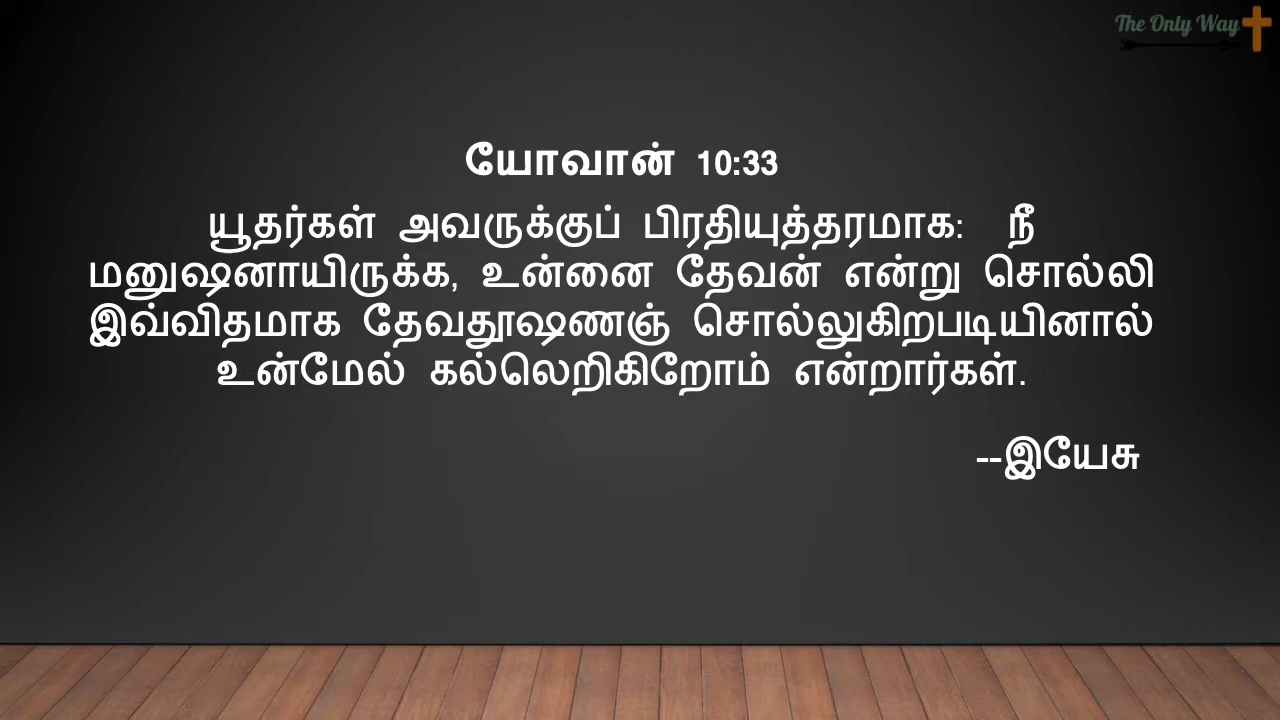 The Only Way
யோவான் 10:33
யூதர்கள் அவருக்குப் பிரதியுத்தரமாக: நீ
மனுஷனாயிருக்க, உன்னை தேவன் என்று சொல்லி
இவ்விதமாக தேவதூஷணஞ் சொல்லுகிறபடியினால்
உன்மேல் கல்லெறிகிறோம் என்றார்கள்.
--இயேசு